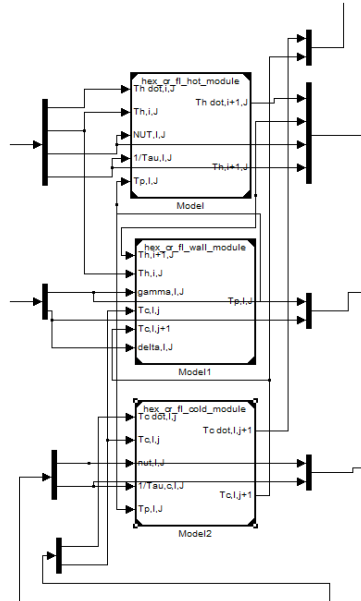 hex_cr_fl_hot_module
Th dot,i,J
Th dot,i+1,J
Th,i,J
NUT,I,J
1/Tau,I,J
Th,i+1,J
Tp,I,J
Model
hex_cr_fl_wall_module
Th,i+1,J
Th,i,J
gamma,I,J
Tp,I,J
Tc,I,j
Tc,I,j+1
delta,I,J
Model1
hex_cr_fl_cold_module
Tc dot,I,j
Tc dot,I,j+1
Tc,I,j
nut,I,J
1/Tau,c,I,J
Tc,I,j+1
Tp,I,J
Model2